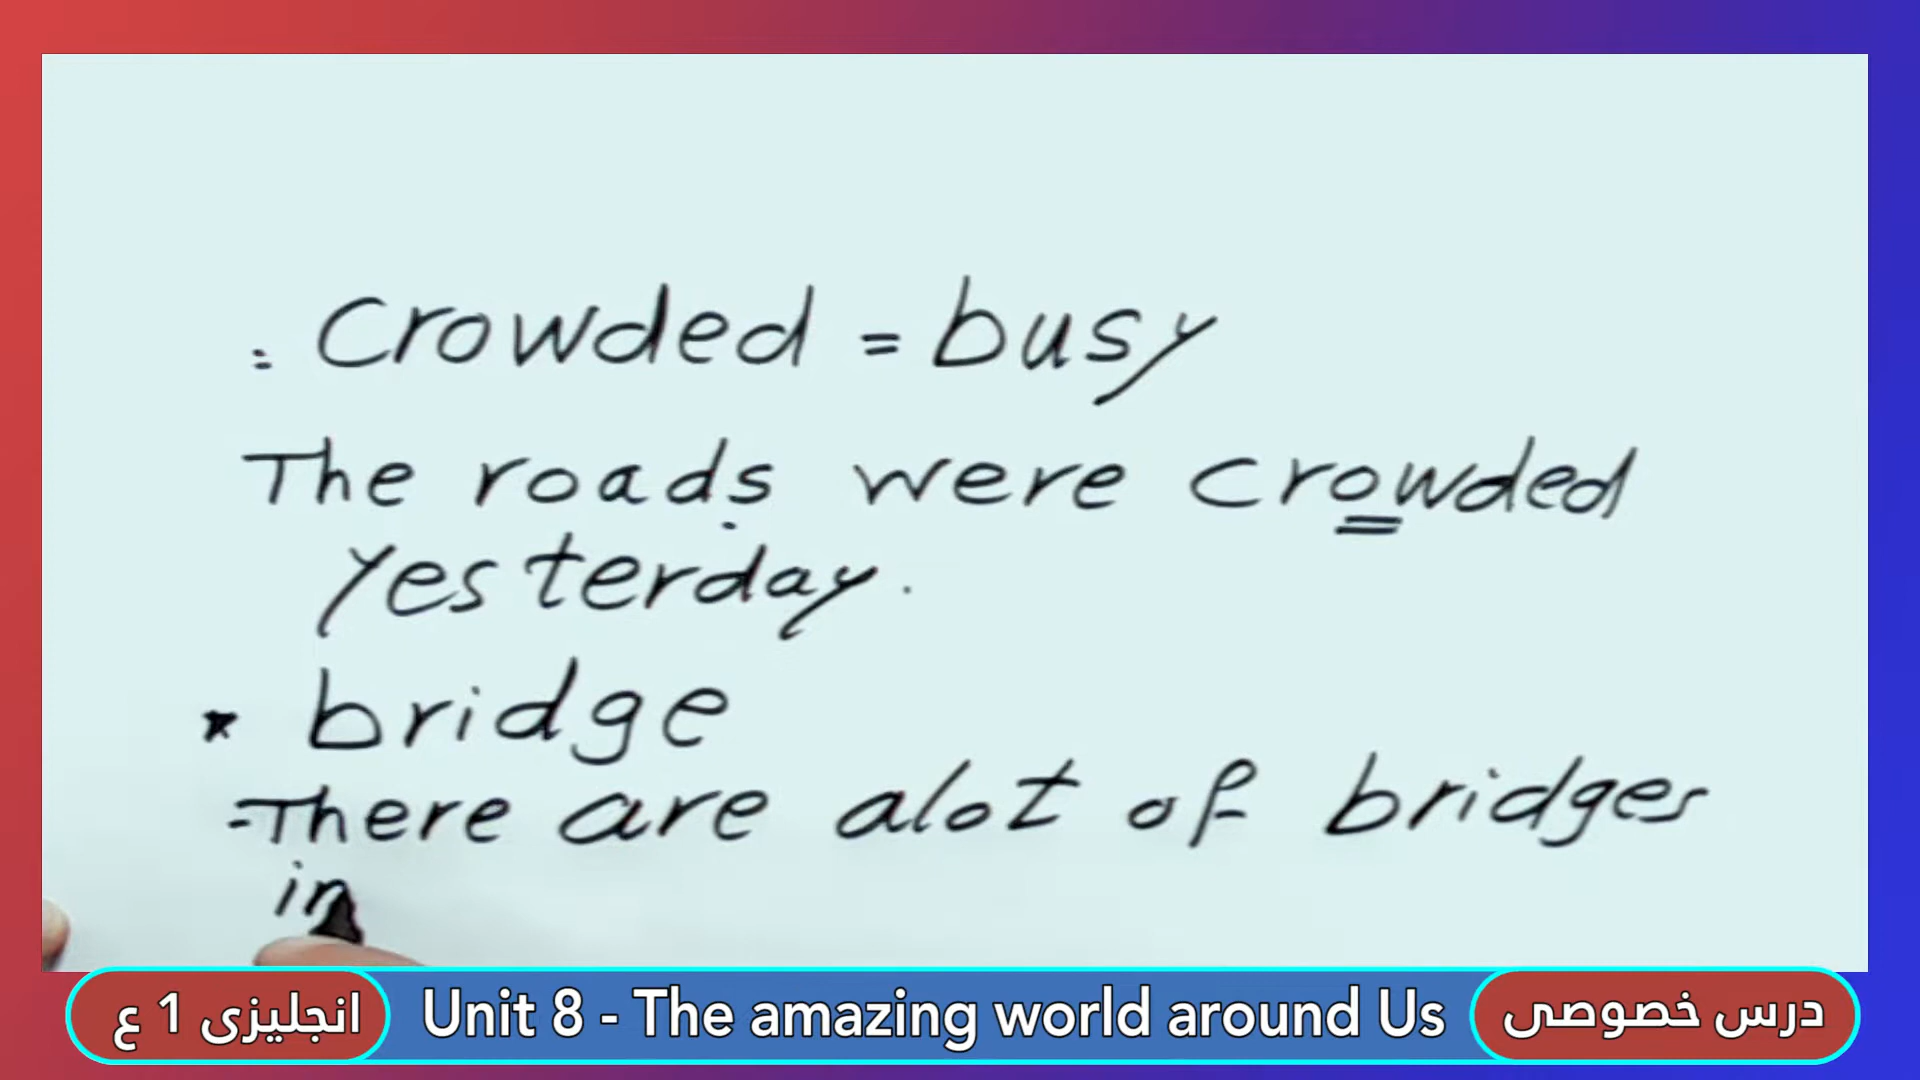 = Crowded = busy
The roads were crowded
yesterday.
* bridge
- There are alot of bridges
in
انجليزى 1 ع
Unit 8 - The amazing world around Us
درس خصوصى